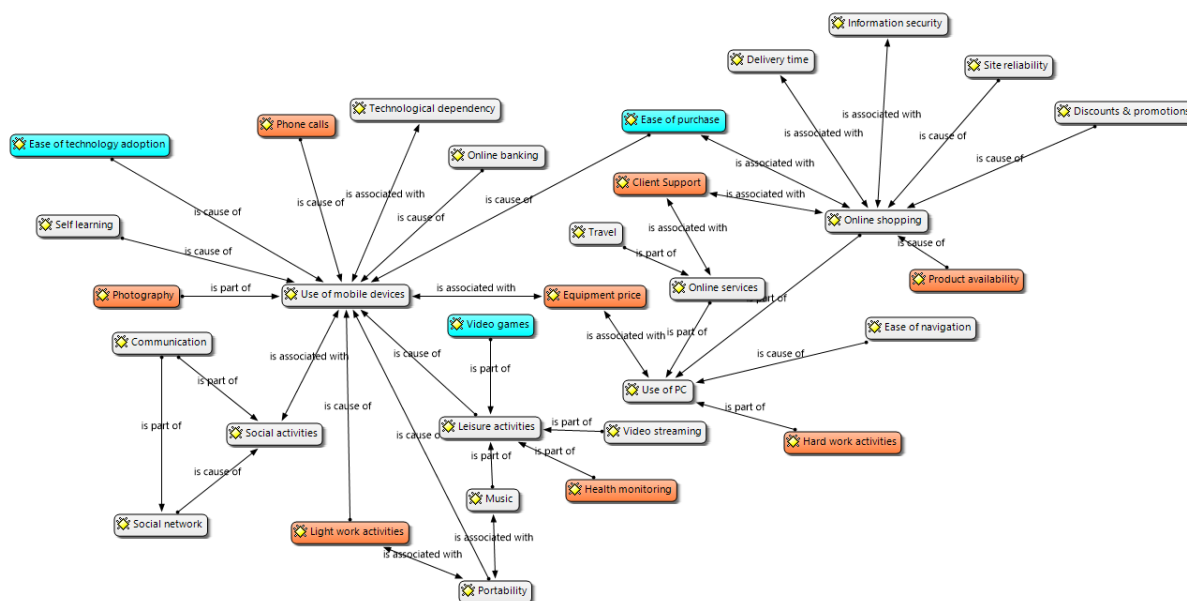 Information security
Delivery time
Site reliability
Technological dependency
Discounts & promotions
Phone calls
Ease of purchase
is associated with
Ease of technology adoption
Online banking
is associated with
is cause of
is associated with
is cause of
Client Support
is associated with
is cause of
is cause of
is cause of
is cause of
is associated with
Self learning
Travel
Online shopping
is associated with
is cause of
is part of
is cause of
Product availability
Photography
is part of
Use of mobile devices
is associated with
Equipment price
Online services
is part of
Video games
Ease of navigation
Communication
is associated with
is associated with
is part of
is cause of
is part of
is part of
Use of PC
is cause of
is part of
is part of
Social activities
is cause of
Leisure activities
is part of
Video streaming
Hard work activities
is cause of
is part of
is part of
Health monitoring
Music
Social network
Light work activities
is associated with
is associated with
Portability